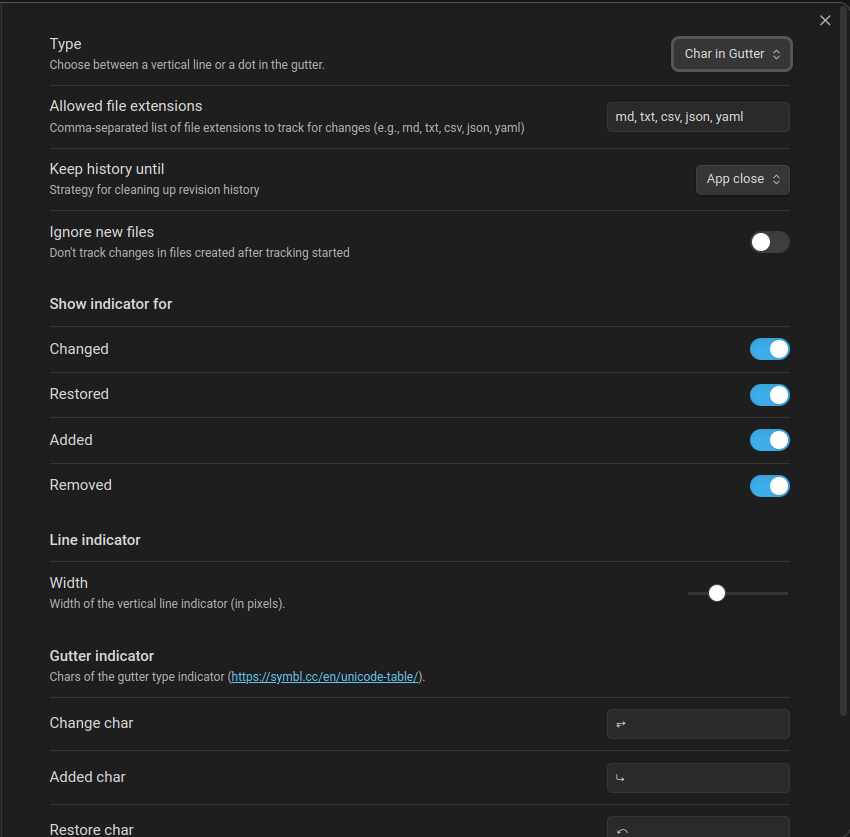 Type
Choose between a vertical line or a dot in the gutter.
Char in Gutter
Allowed file extensions
Comma-separated list of file extensions to track for changes (e.g., md, txt, csv, json, yaml)
md, txt, csv, json, yaml
Keep history until
Strategy for cleaning up revision history
App close
Ignore new files
Don't track changes in files created after tracking started
Show indicator for
Changed
Restored
Added
Removed
Line indicator
Width
Width of the vertical line indicator (in pixels).
Gutter indicator
Chars of the gutter type indicator (https://symbl.cc/en/unicode-table/).
Change char
⇄
Added char
↳
Restore char